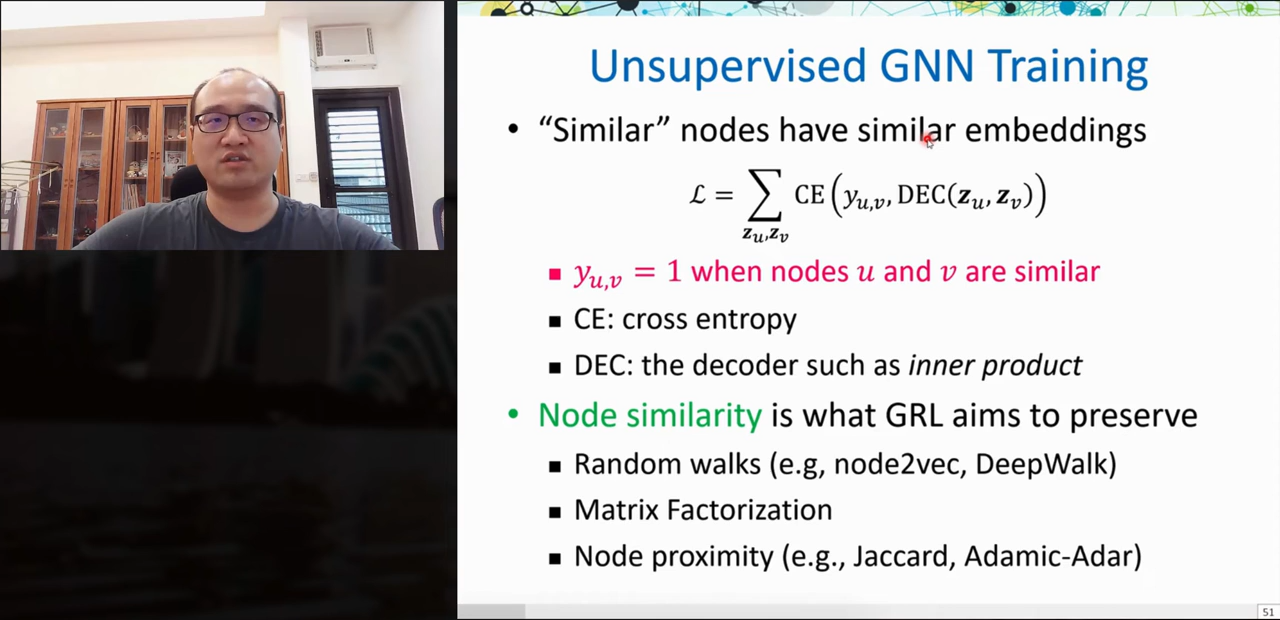 Unsupervised GNN Training
• “Similar” nodes have similar embeddings
ℒ = ∑ CE(y_{u,v}, DEC(z_u, z_v))
z_u,z_v
▪ y_{u,v} = 1 when nodes u and v are similar
▪ CE: cross entropy
▪ DEC: the decoder such as inner product
• Node similarity is what GRL aims to preserve
▪ Random walks (e.g, node2vec, DeepWalk)
▪ Matrix Factorization
▪ Node proximity (e.g., Jaccard, Adamic-Adar)
51